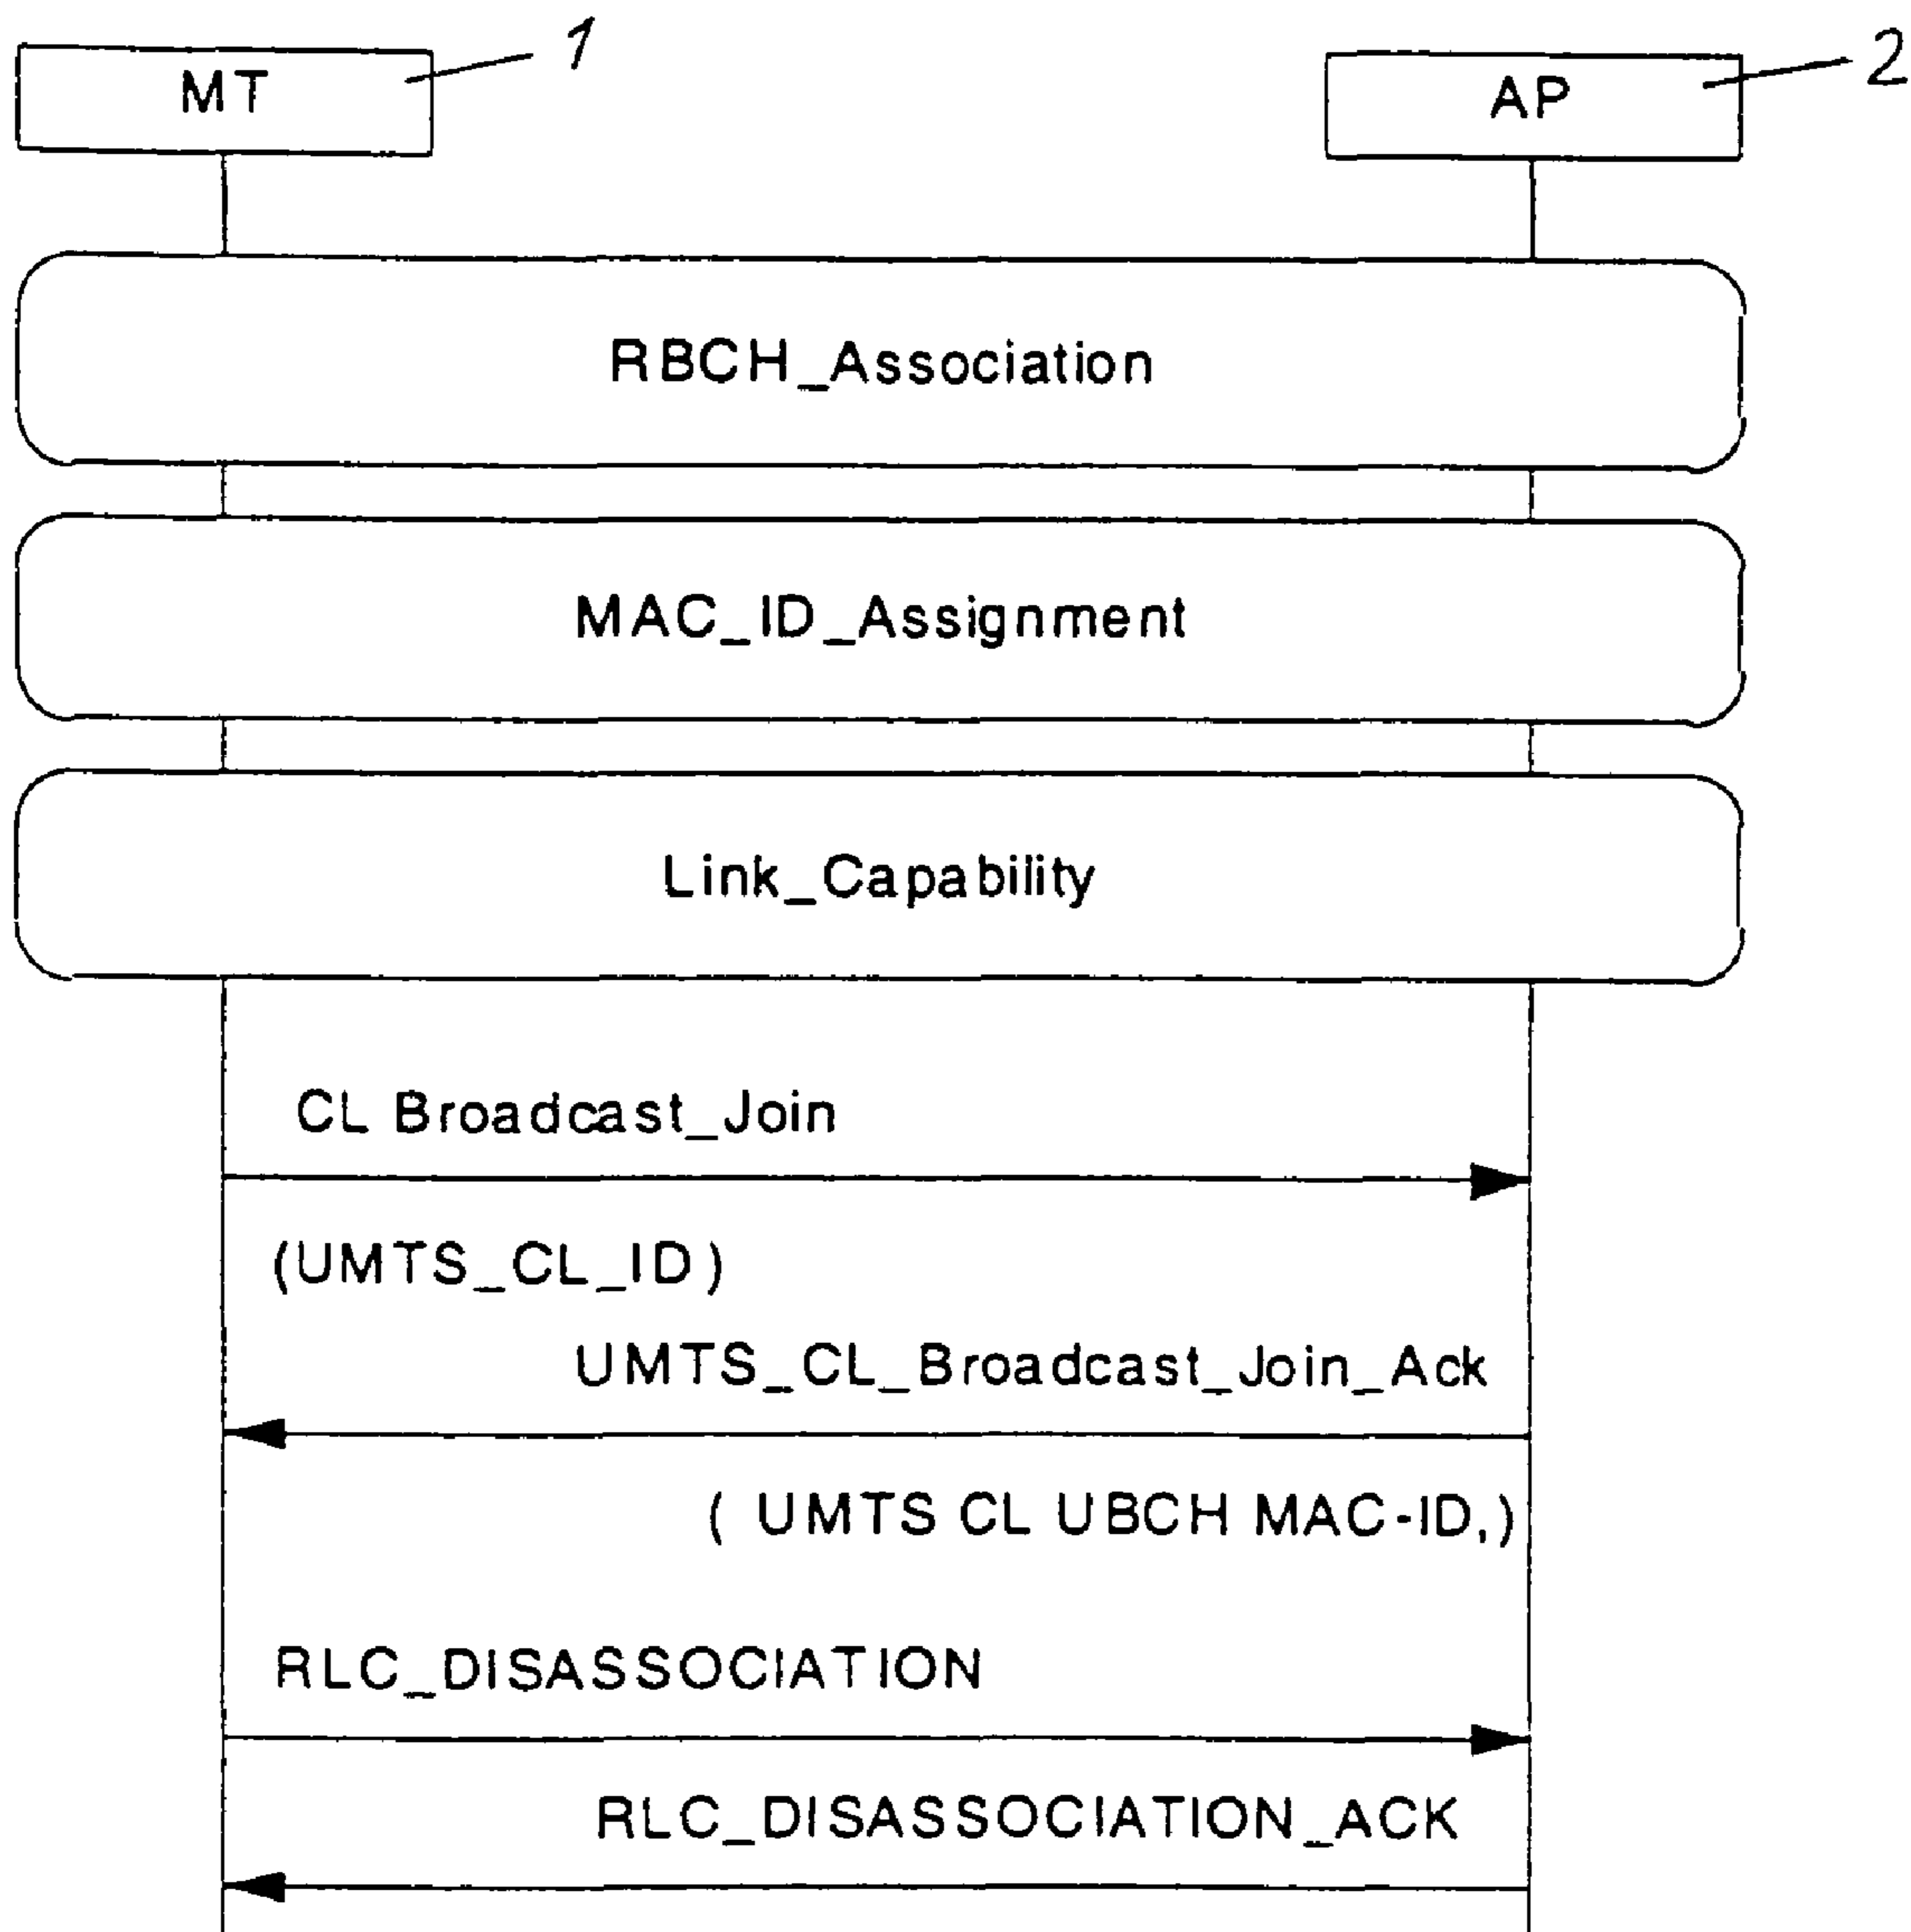 MT
1
AP
2
RBCH_Association
MAC_ID_Assignment
Link_Capability
CL Broadcast_Join
(UMTS_CL_ID)
UMTS_CL_Broadcast_Join_Ack
( UMTS CL UBCH MAC-ID,)
RLC_DISASSOCIATION
RLC_DISASSOCIATION_ACK